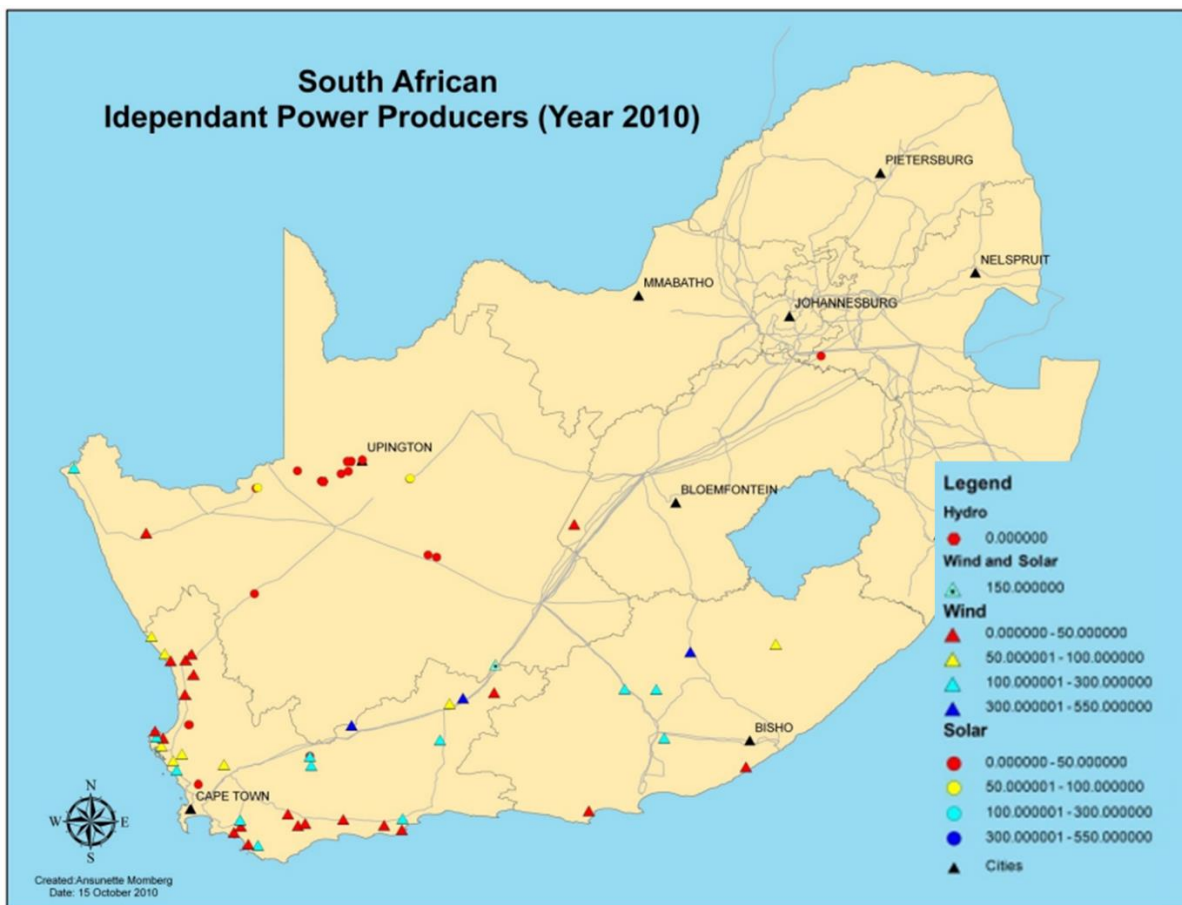 South African
Idependant Power Producers (Year 2010)
PIETERSBURG
NELSPRUIT
MMABATHO
JOHANNESBURG
UPINGTON
BLOEMFONTEIN
BISHO
CAPE TOWN
Legend
Hydro
0.000000
Wind and Solar
150.000000
Wind
0.000000 - 50.000000
50.000001 - 100.000000
100.000001 - 300.000000
300.000001 - 550.000000
Solar
0.000000 - 50.000000
50.000001 - 100.000000
100.000001 - 300.000000
300.000001 - 550.000000
Cities
N
W E
S
Created:Ansunette Momberg
Date: 15 October 2010